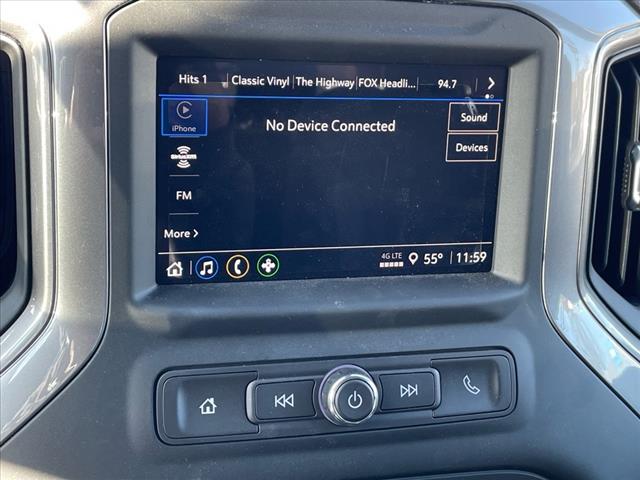 Hits 1 Classic Vinyl The Highway FOX Headli... 94.7
iPhone
No Device Connected
Sound
SiriusXM
Devices
FM
More
4G LTE
55° 11:59